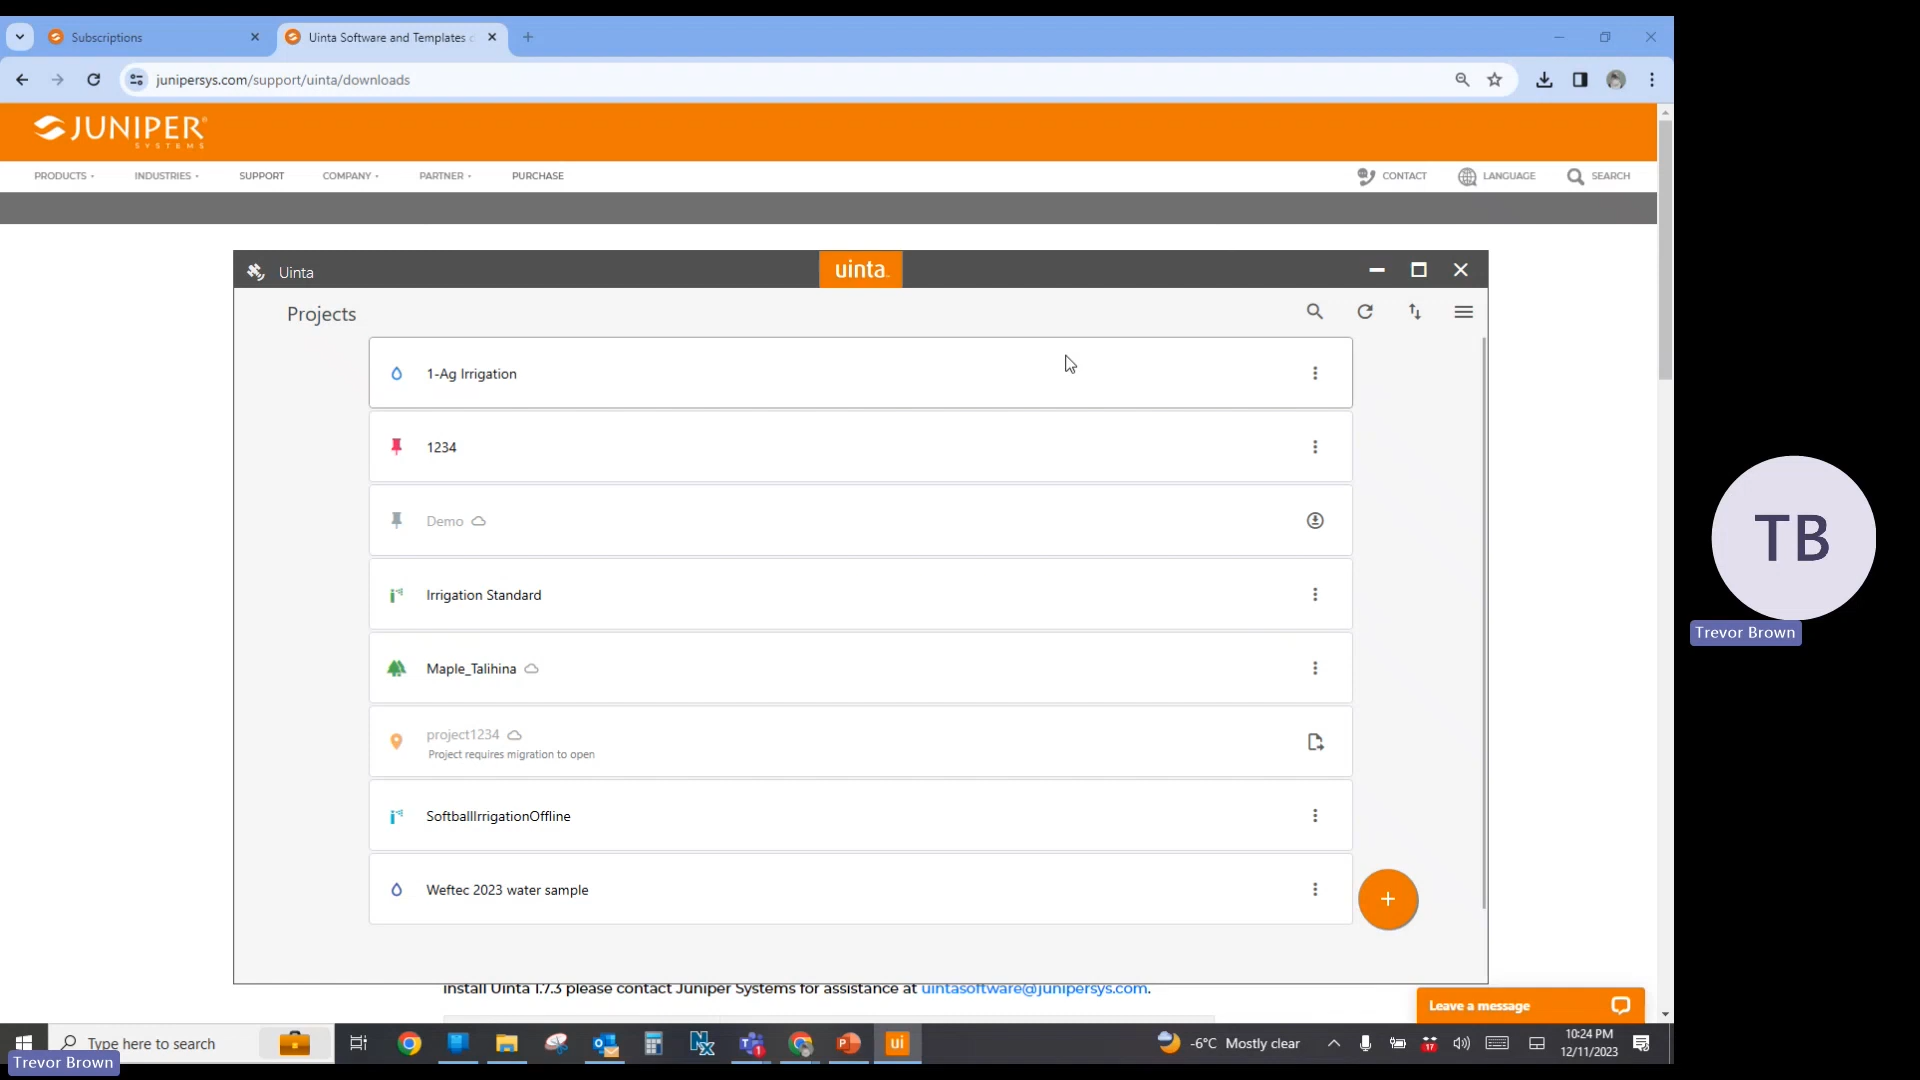 Subscriptions
Uinta Software and Templates
junipersys.com/support/uinta/downloads
JUNIPER
SYSTEMS
PRODUCTS
INDUSTRIES
SUPPORT
COMPANY
PARTNER
PURCHASE
CONTACT
LANGUAGE
SEARCH
Uinta
uinta
Projects
1-Ag Irrigation
1234
Demo
Irrigation Standard
Maple_Talihina
project1234
Project requires migration to open
SoftballIrrigationOffline
Weftec 2023 water sample
install Uinta 1.7.3 please contact Juniper Systems for assistance at uintasoftware@junipersys.com.
Leave a message
TB
Trevor Brown
Type here to search
ui
-6°C Mostly clear
17
10:24 PM
12/11/2023
Trevor Brown